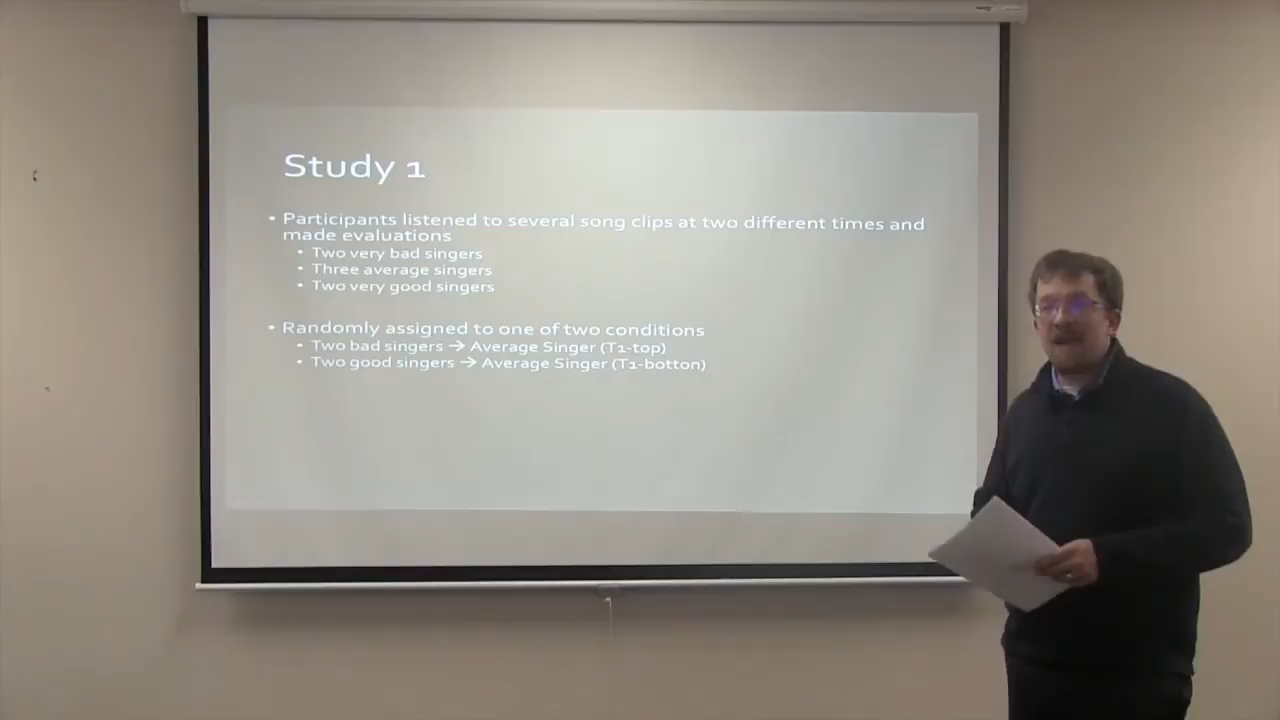 Study 1
• Participants listened to several song clips at two different times and
made evaluations
• Two very bad singers
• Three average singers
• Two very good singers
• Randomly assigned to one of two conditions
• Two bad singers → Average Singer (T1-top)
• Two good singers → Average Singer (T1-botton)